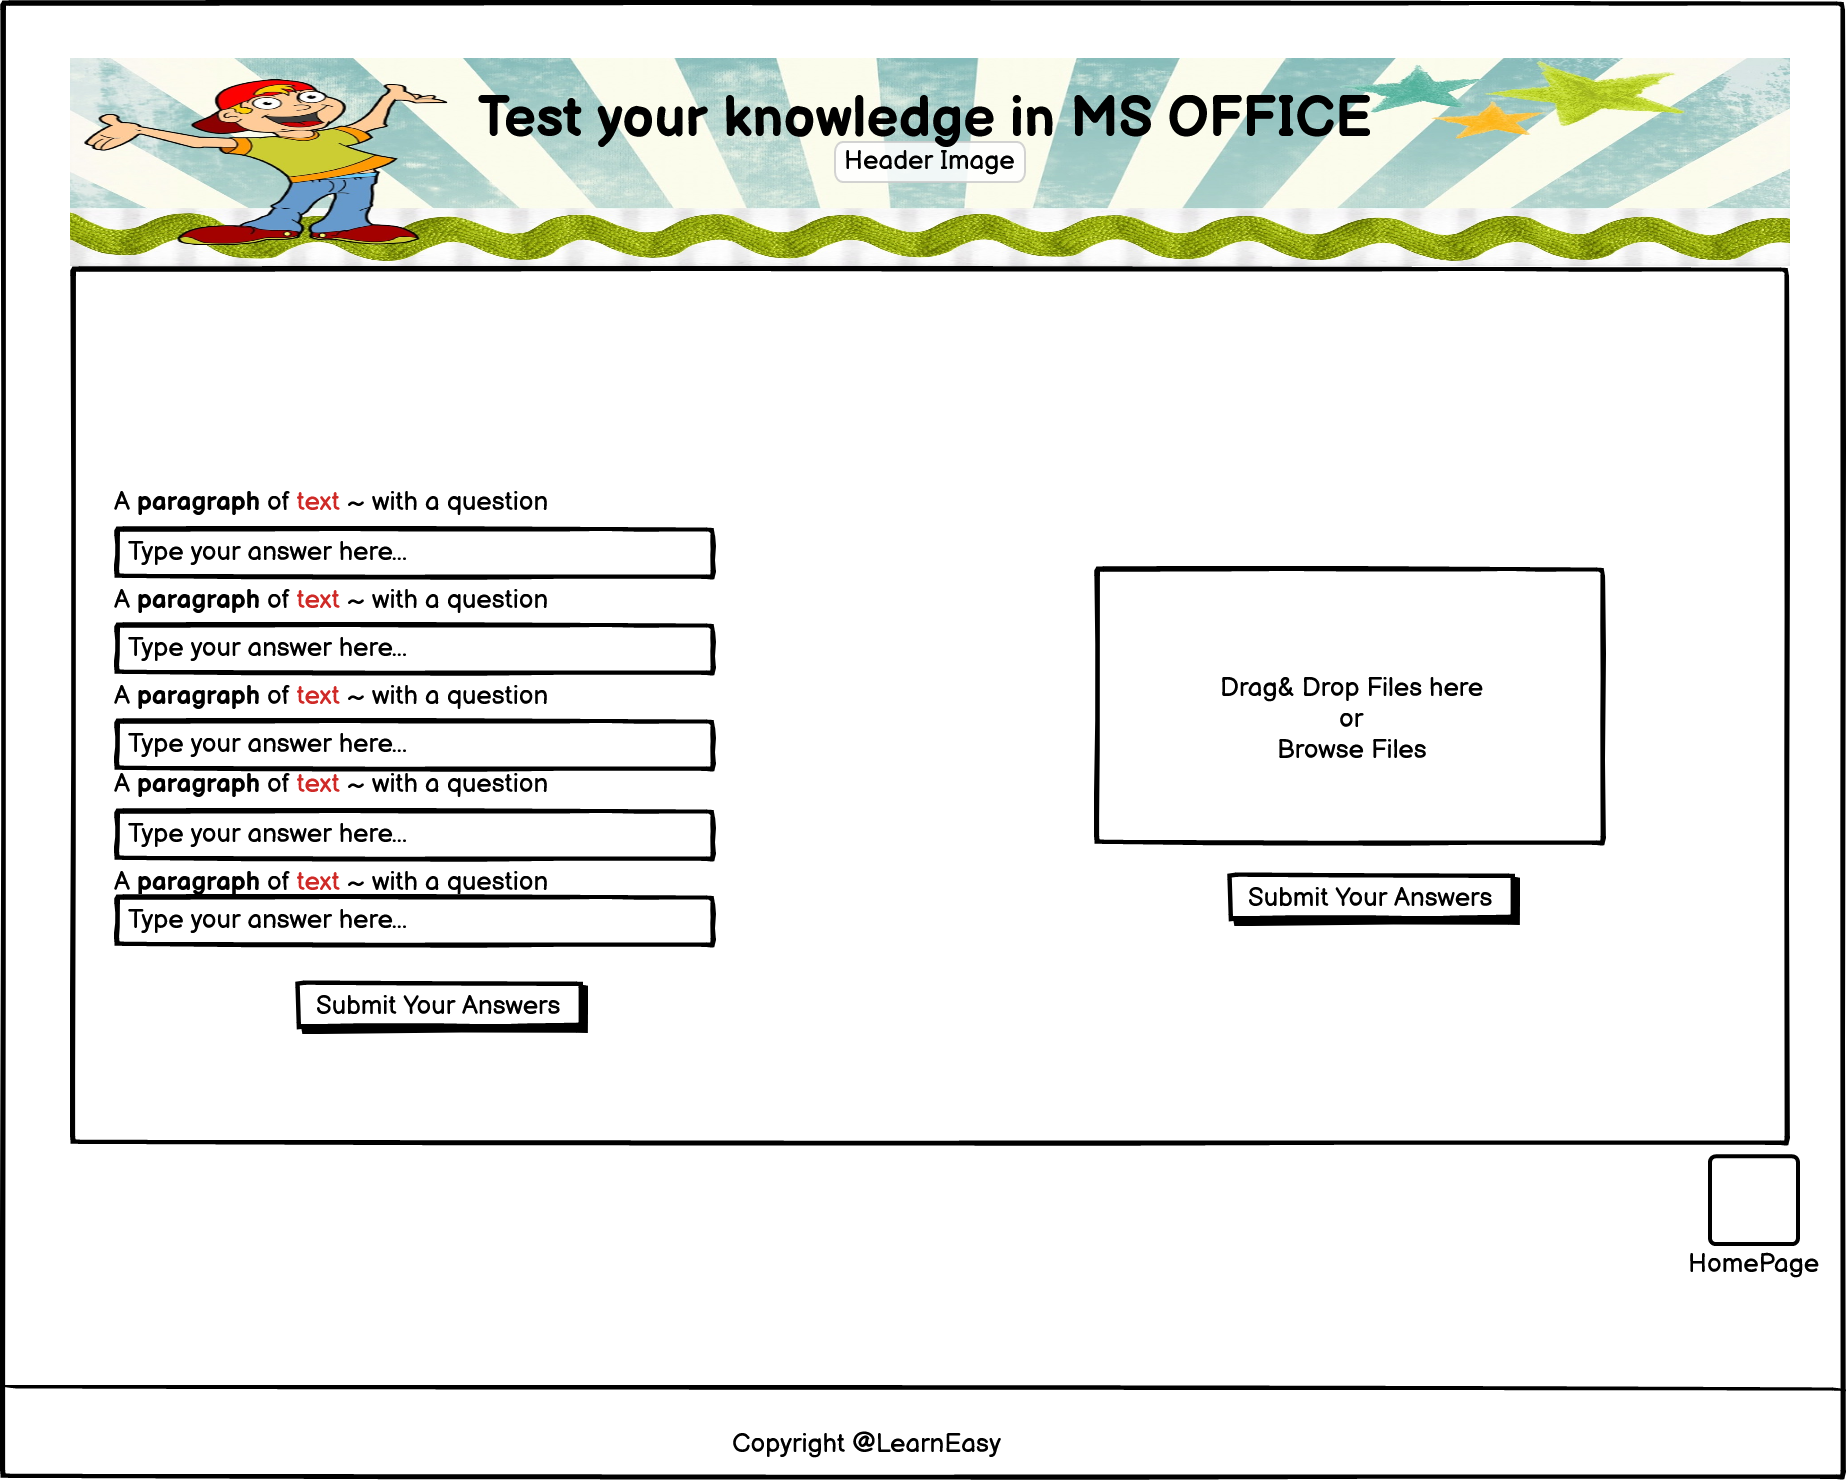 Test your knowledge in MS OFFICE
Header Image
A paragraph of text ~ with a question
Type your answer here...
A paragraph of text ~ with a question
Type your answer here...
A paragraph of text ~ with a question
Type your answer here...
A paragraph of text ~ with a question
Type your answer here...
A paragraph of text ~ with a question
Type your answer here...
Submit Your Answers
Drag& Drop Files here
or
Browse Files
Submit Your Answers
HomePage
Copyright @LearnEasy